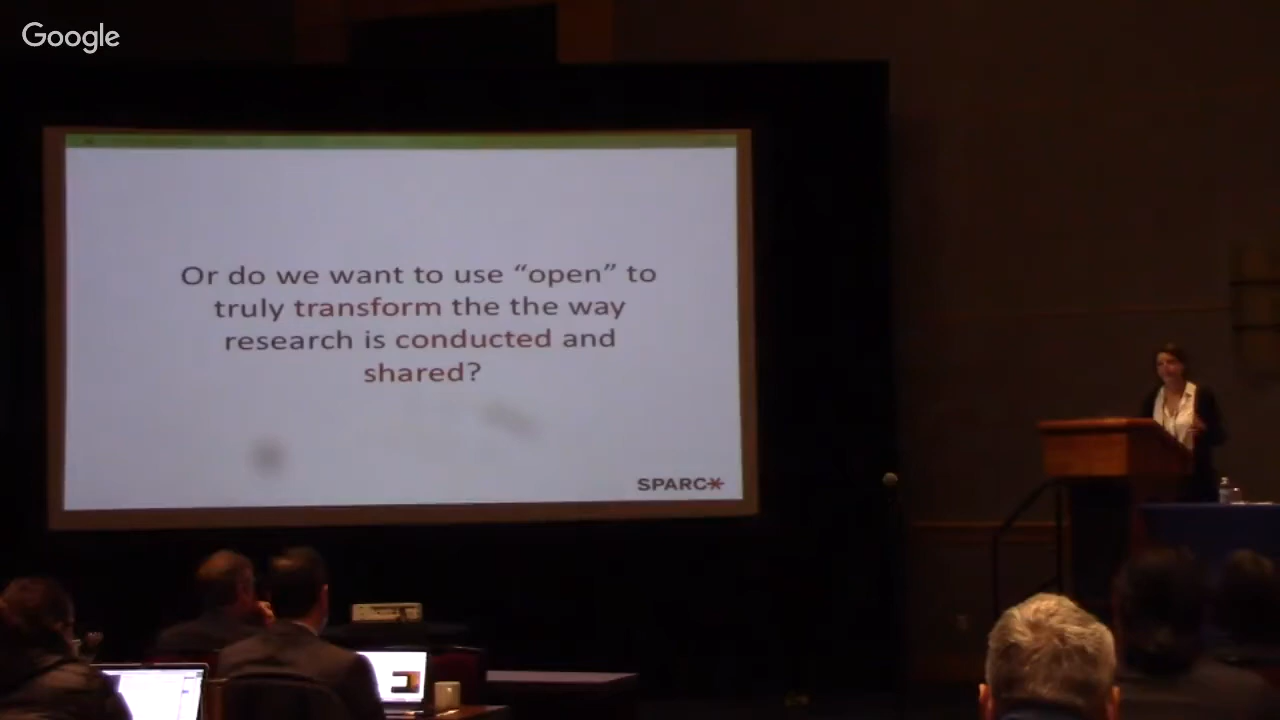 Google
Or do we want to use “open” to
truly transform the the way
research is conducted and
shared?
SPARC